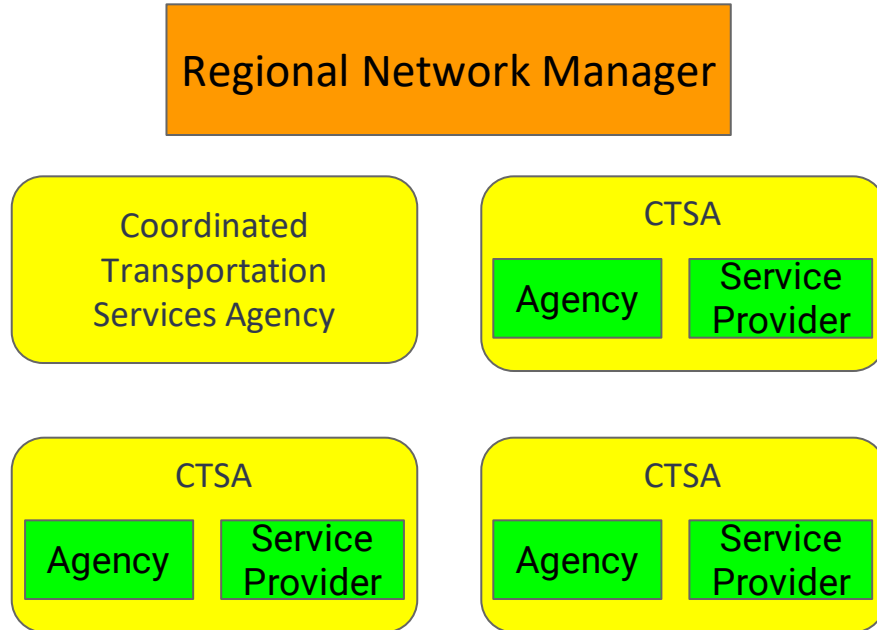 Regional Network Manager
Coordinated
Transportation
Services Agency
CTSA
Agency
Service
Provider
CTSA
Agency
Service
Provider
CTSA
Agency
Service
Provider